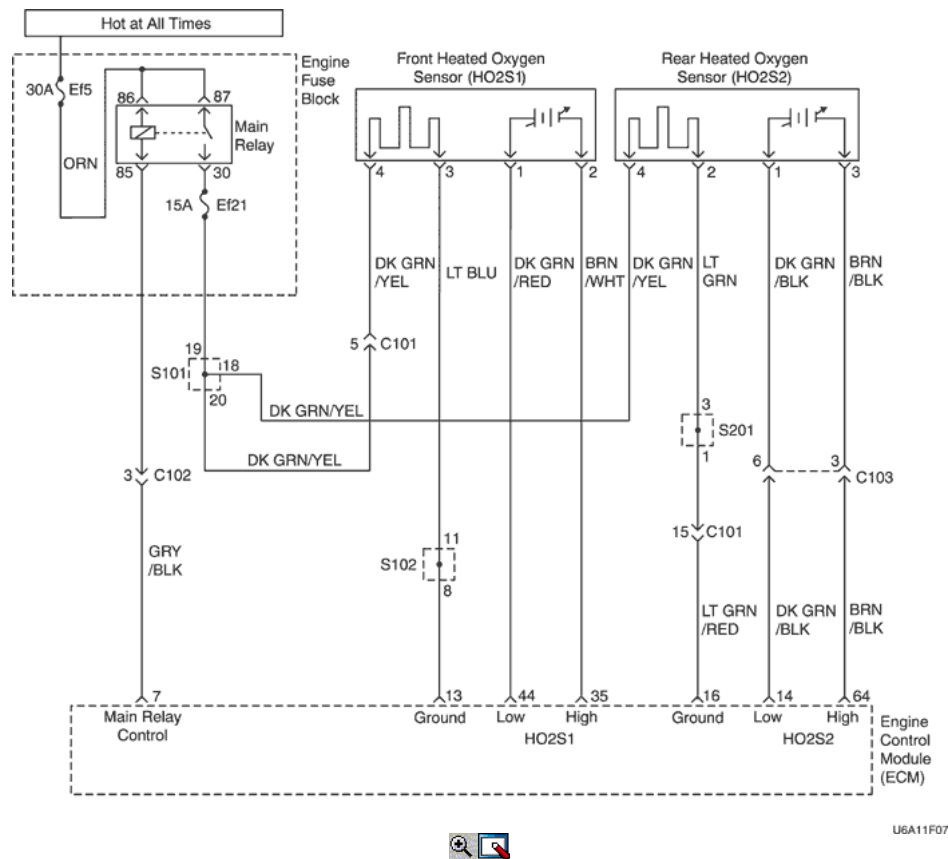 Hot at All Times
30A Ef5
ORN
86 87
Main
Relay
85 30
15A Ef21
Engine
Fuse
Block
Front Heated Oxygen
Sensor (HO2S1)
Rear Heated Oxygen
Sensor (HO2S2)
4 3 1 2 4 2 1 3
DK GRN
/YEL
LT BLU
DK GRN
/RED
BRN
/WHT
DK GRN
/YEL
LT
GRN
DK GRN
/BLK
BRN
/BLK
5 C101
19
S101 18
20
DK GRN/YEL
DK GRN/YEL
3
S201
1
6 3
C103
3 C102
15 C101
GRY
/BLK
11
S102
8
LT GRN
/RED
DK GRN
/BLK
BRN
/BLK
7 13 44 35 16 14 64
Main Relay
Control
Ground Low High
HO2S1
Ground Low High
HO2S2
Engine
Control
Module
(ECM)
U6A11F07